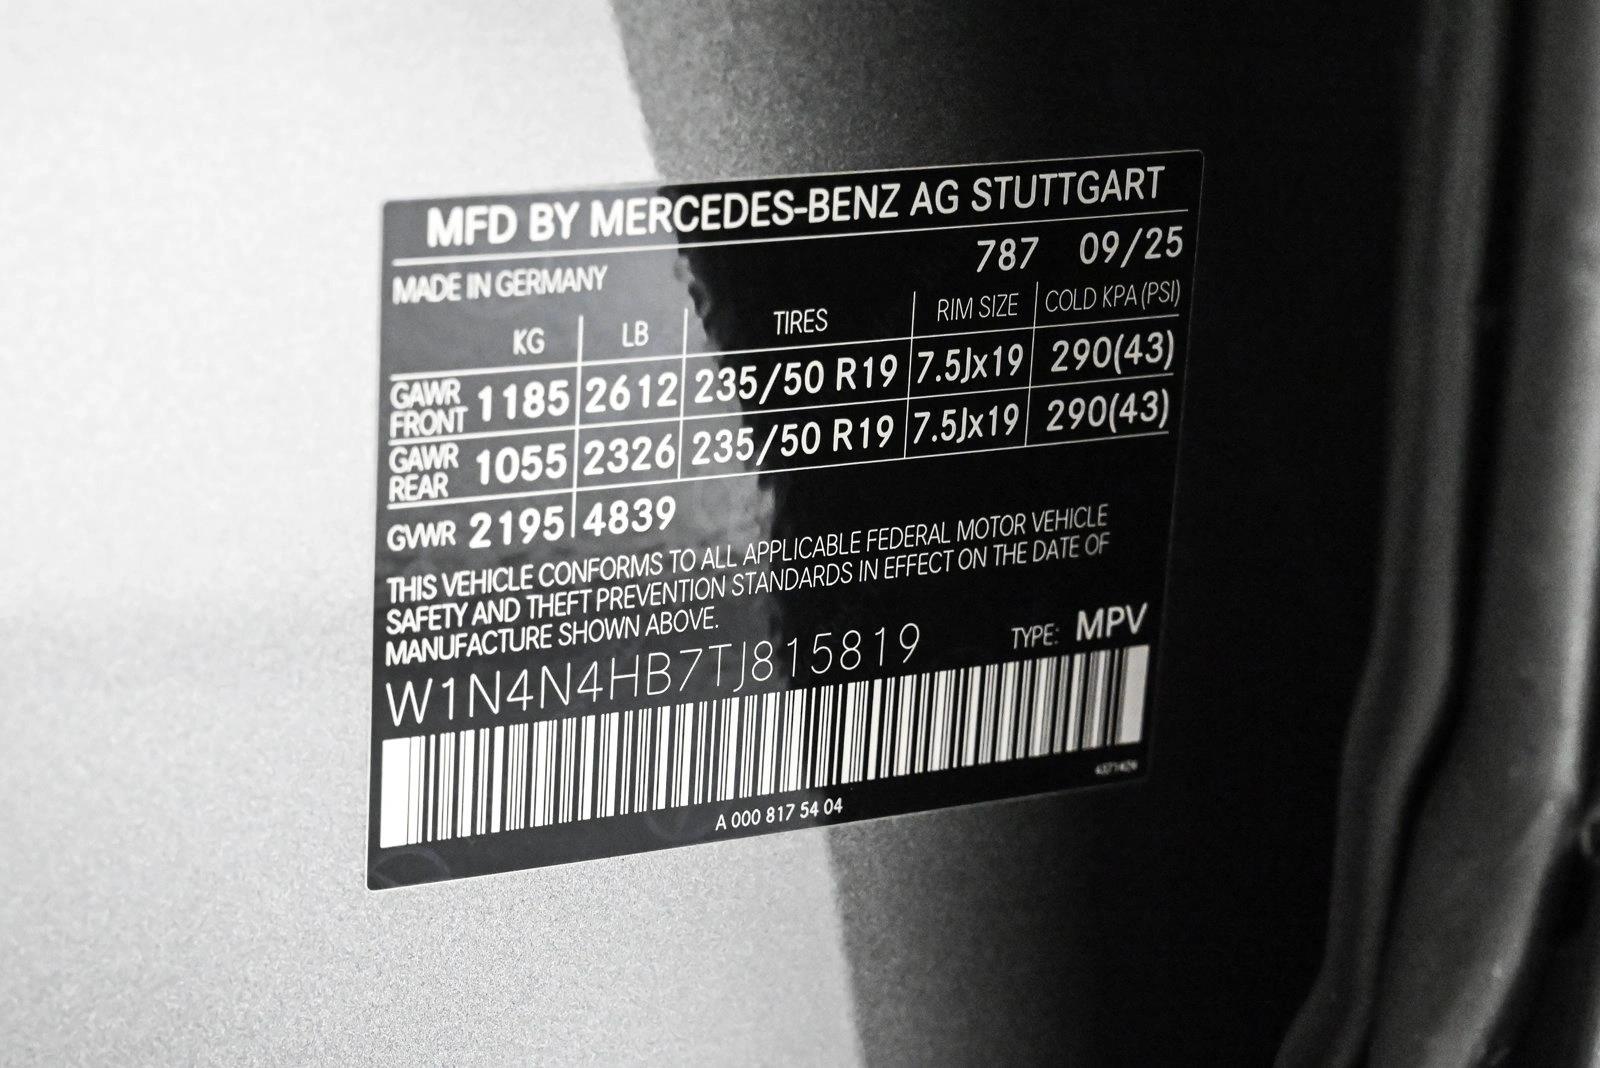 MFD BY MERCEDES-BENZ AG STUTTGART
787 09/25
MADE IN GERMANY
KG LB TIRES RIM SIZE COLD KPA (PSI)
GAWR FRONT 1185 2612 235/50 R19 7.5Jx19 290(43)
GAWR REAR 1055 2326 235/50 R19 7.5Jx19 290(43)
GVWR 2195 4839
THIS VEHICLE CONFORMS TO ALL APPLICABLE FEDERAL MOTOR VEHICLE
SAFETY AND THEFT PREVENTION STANDARDS IN EFFECT ON THE DATE OF
MANUFACTURE SHOWN ABOVE.
W1N4N4HB7TJ815819 TYPE: MPV
A 000 817 54 04